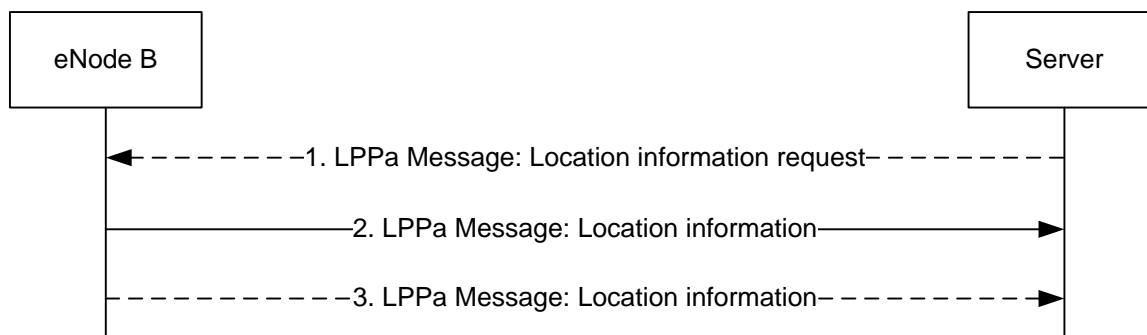 eNode B
Server
1. LPPa Message: Location information request
2. LPPa Message: Location information
3. LPPa Message: Location information